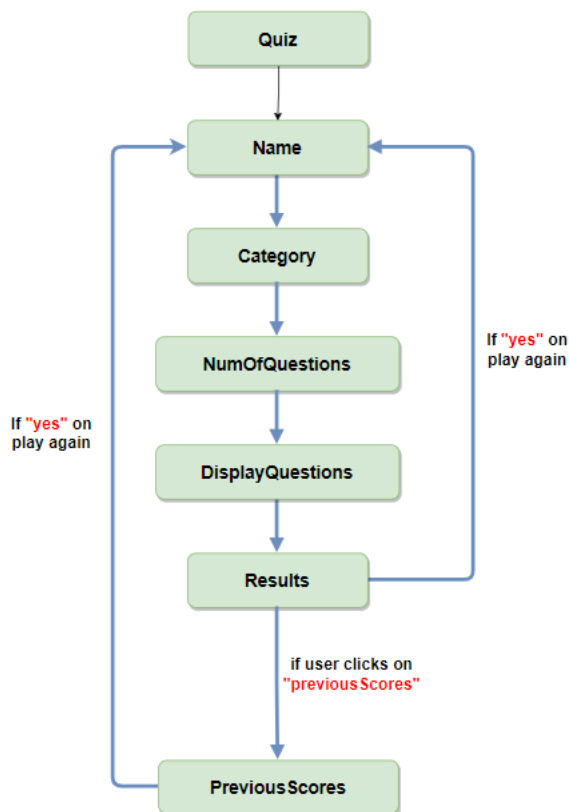 Quiz
Name
Category
NumOfQuestions
If "yes" on
play again
If "yes" on
play again
DisplayQuestions
Results
if user clicks on
"previousScores"
PreviousScores